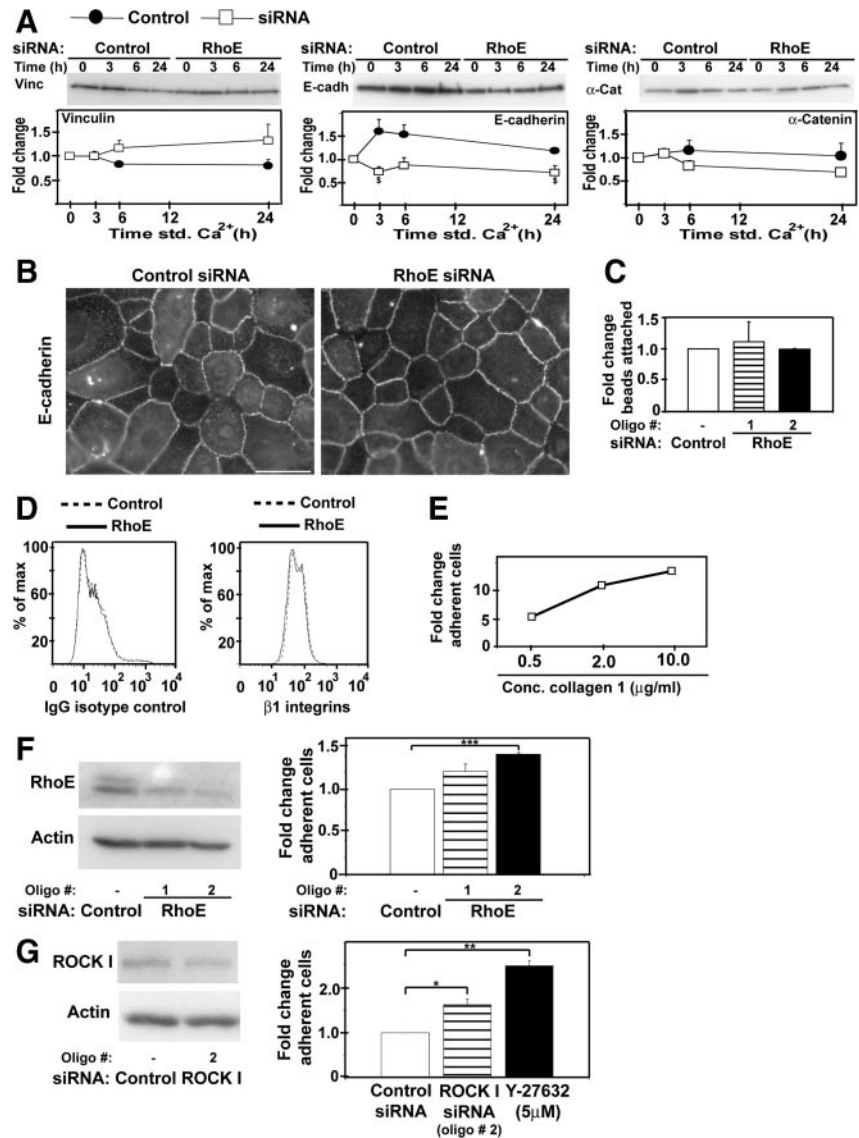 A
Control siRNA
siRNA: Control RhoE
Time (h) 0 3 6 24 0 3 6 24
Vinc
Vinculin
Fold change
1.5
1.0
0.5
0 3 6 12 24
Time std. Ca2+(h)
siRNA: Control RhoE
Time (h) 0 3 6 24 0 3 6 24
E-cadh
E-cadherin
Fold change
1.5
1.0
0.5
$ $
0 3 6 12 24
Time std. Ca2+(h)
siRNA: Control RhoE
Time (h) 0 3 6 24 0 3 6 24
α-Cat
α-Catenin
Fold change
1.5
1.0
0.5
0 3 6 12 24
Time std. Ca2+(h)
B
Control siRNA RhoE siRNA
E-cadherin
C
Fold change
beads attached
1.5
1.0
0.5
0
Oligo #: - 1 2
siRNA: Control RhoE
D
Control
RhoE
% of max
100
60
20
0 10¹ 10² 10³ 10⁴
IgG isotype control
Control
RhoE
% of max
100
60
20
0 10¹ 10² 10³ 10⁴
β1 integrins
E
Fold change
adherent cells
10
5
0.5 2.0 10.0
Conc. collagen 1 (μg/ml)
F
RhoE
Actin
Oligo #: - 1 2
siRNA: Control RhoE
Fold change
adherent cells
1.5
1.0
0.5
0
***
Oligo #: - 1 2
siRNA: Control RhoE
G
ROCK I
Actin
Oligo #: - 2
siRNA: Control ROCK I
Fold change
adherent cells
2.0
1.0
0
**
*
Control ROCK I Y-27632
siRNA siRNA (5μM)
(oligo # 2)